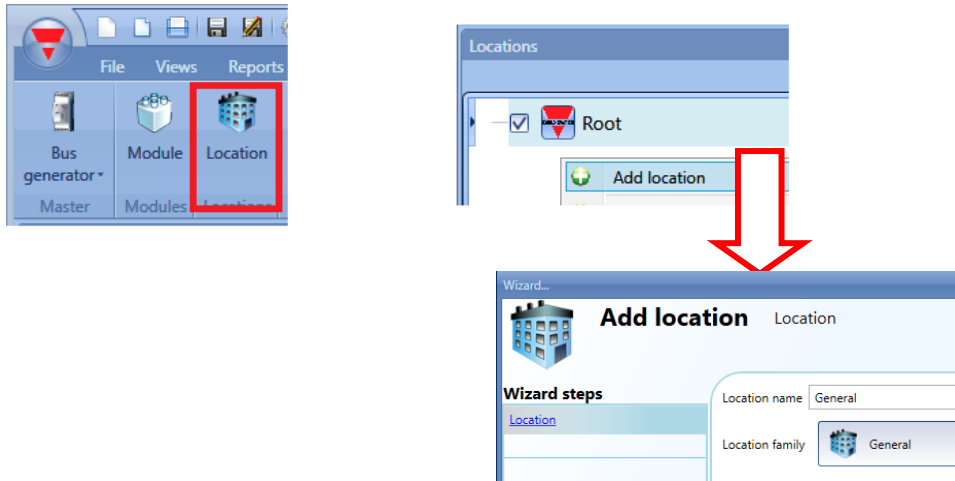 File Views Reports
Bus generator
Module
Location
Master
Modules
Locations
Locations
Root
Add location
Wizard...
Add location Location
Wizard steps
Location
Location name General
Location family General